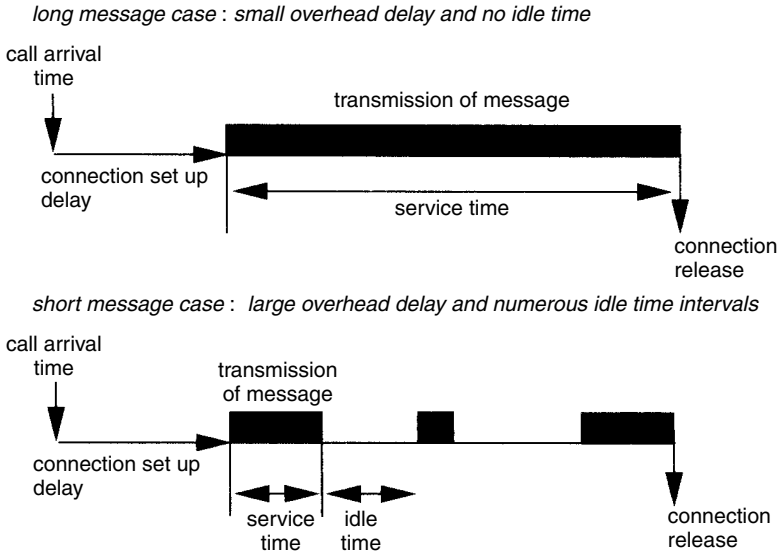 long message case : small overhead delay and no idle time
call arrival
time
transmission of message
connection set up
delay
service time
connection
release
short message case : large overhead delay and numerous idle time intervals
call arrival
time
transmission
of message
connection set up
delay
service
time
idle
time
connection
release